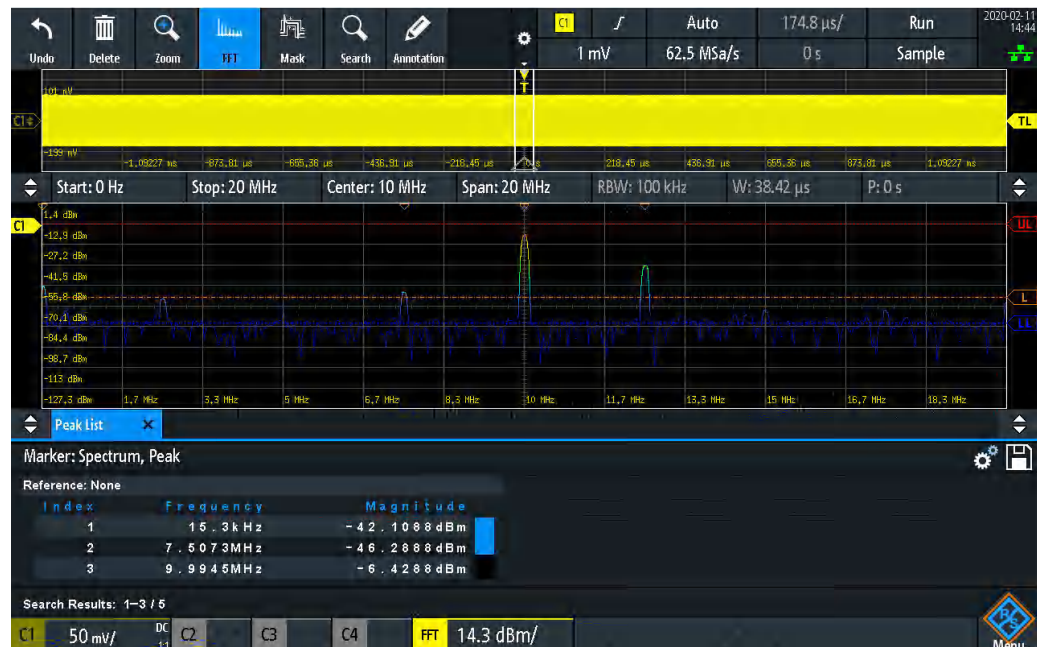 C1 Auto 174.8 µs/ Run 2020-02-11
14:44
Undo Delete Zoom FFT Mask Search Annotation
1 mV 62.5 MSa/s 0 s Sample
101 mV
T
C1
TL
-199 mV
-1,09227 ms -873,81 µs -655,36 µs -436,91 µs -218,45 µs 0 s 218,45 µs 436,91 µs 655,36 µs 873,81 µs 1,09227 ms
Start: 0 Hz Stop: 20 MHz Center: 10 MHz Span: 20 MHz RBW: 100 kHz W: 38.42 µs P: 0 s
1,4 dBm
C1 UL
-12,9 dBm
-27,2 dBm
-41,5 dBm
-55,8 dBm L
-70,1 dBm LL
-84,4 dBm
-98,7 dBm
-113 dBm
-127,3 dBm 1,7 MHz 3,3 MHz 5 MHz 6,7 MHz 8,3 MHz 10 MHz 11,7 MHz 13,3 MHz 15 MHz 16,7 MHz 18,3 MHz
Peak List ×
Marker: Spectrum, Peak
Reference: None
Index Frequency Magnitude
1 15.3kHz -42.1088dBm
2 7.5073MHz -46.2888dBm
3 9.9945MHz -6.4288dBm
Search Results: 1-3 / 5
C1 50 mV/ DC 1:1 C2 C3 C4 FFT 14.3 dBm/
R&S
Menu